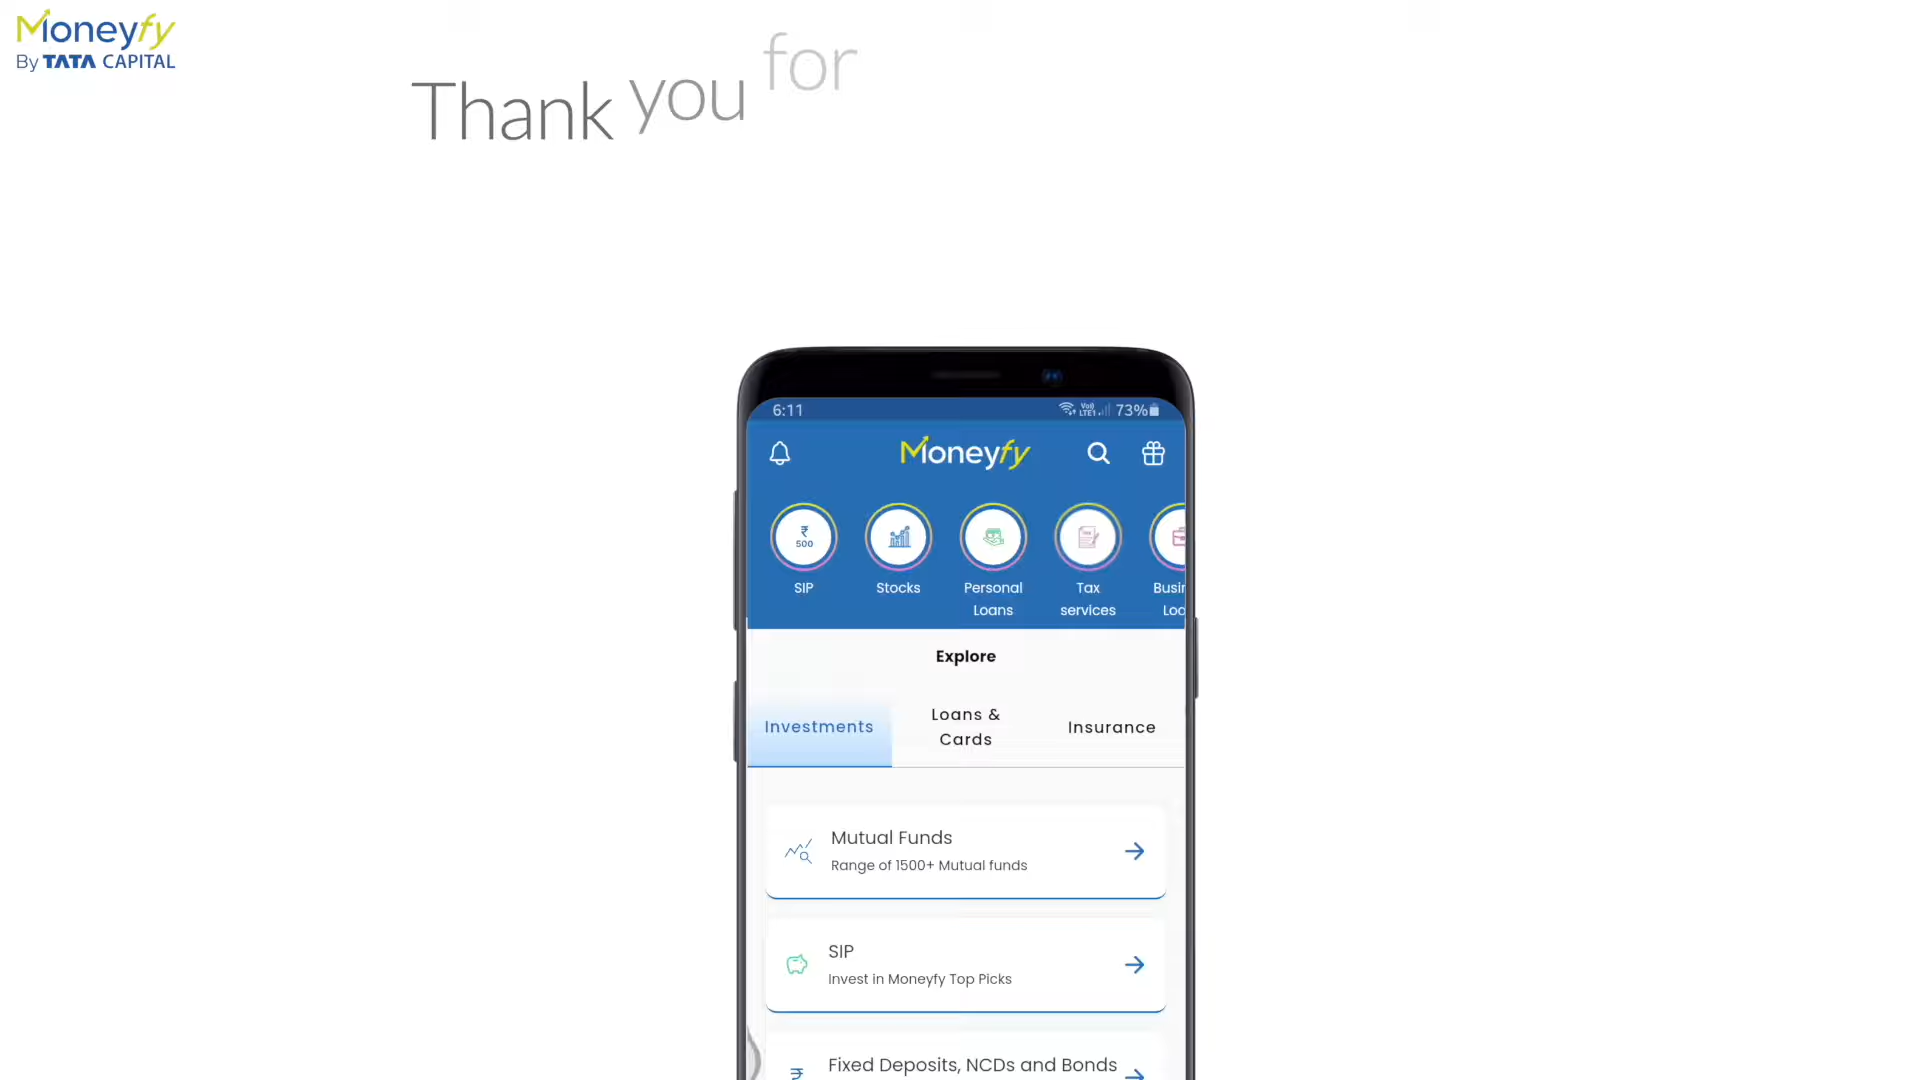 Moneyfy
By TATA CAPITAL
Thank you for
6:11
73%
Moneyfy
₹
500
SIP
Stocks
Personal
Loans
Tax
services
Busin
Loa
Explore
Investments
Loans &
Cards
Insurance
Mutual Funds
Range of 1500+ Mutual funds
SIP
Invest in Moneyfy Top Picks
Fixed Deposits, NCDs and Bonds
₹